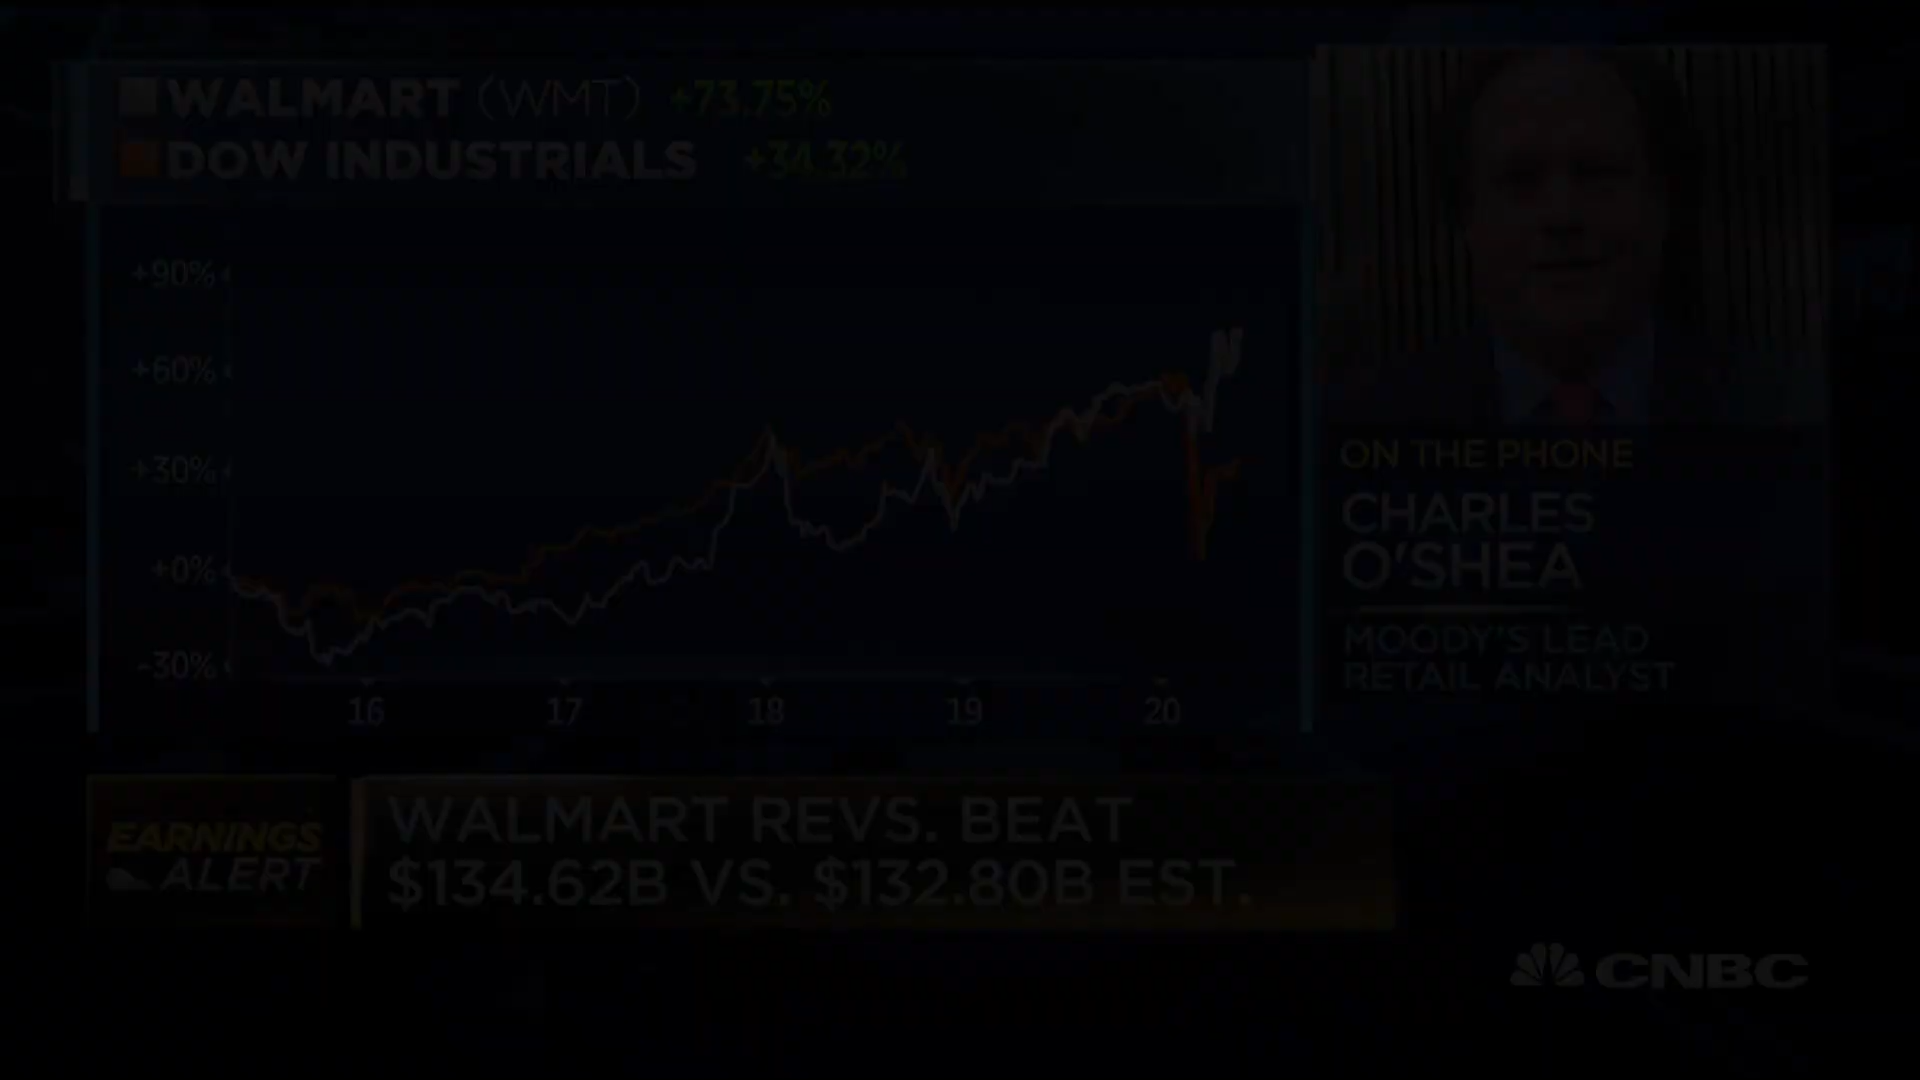 WALMART (WMT) +73.75%
DOW INDUSTRIALS +34.32%
+90%
+60%
+30%
+0%
-30%
16 17 18 19 20
ON THE PHONE
CHARLES
O'SHEA
MOODY'S LEAD
RETAIL ANALYST
EARNINGS
ALERT
WALMART REVS. BEAT
$134.62B VS. $132.80B EST.
CNBC